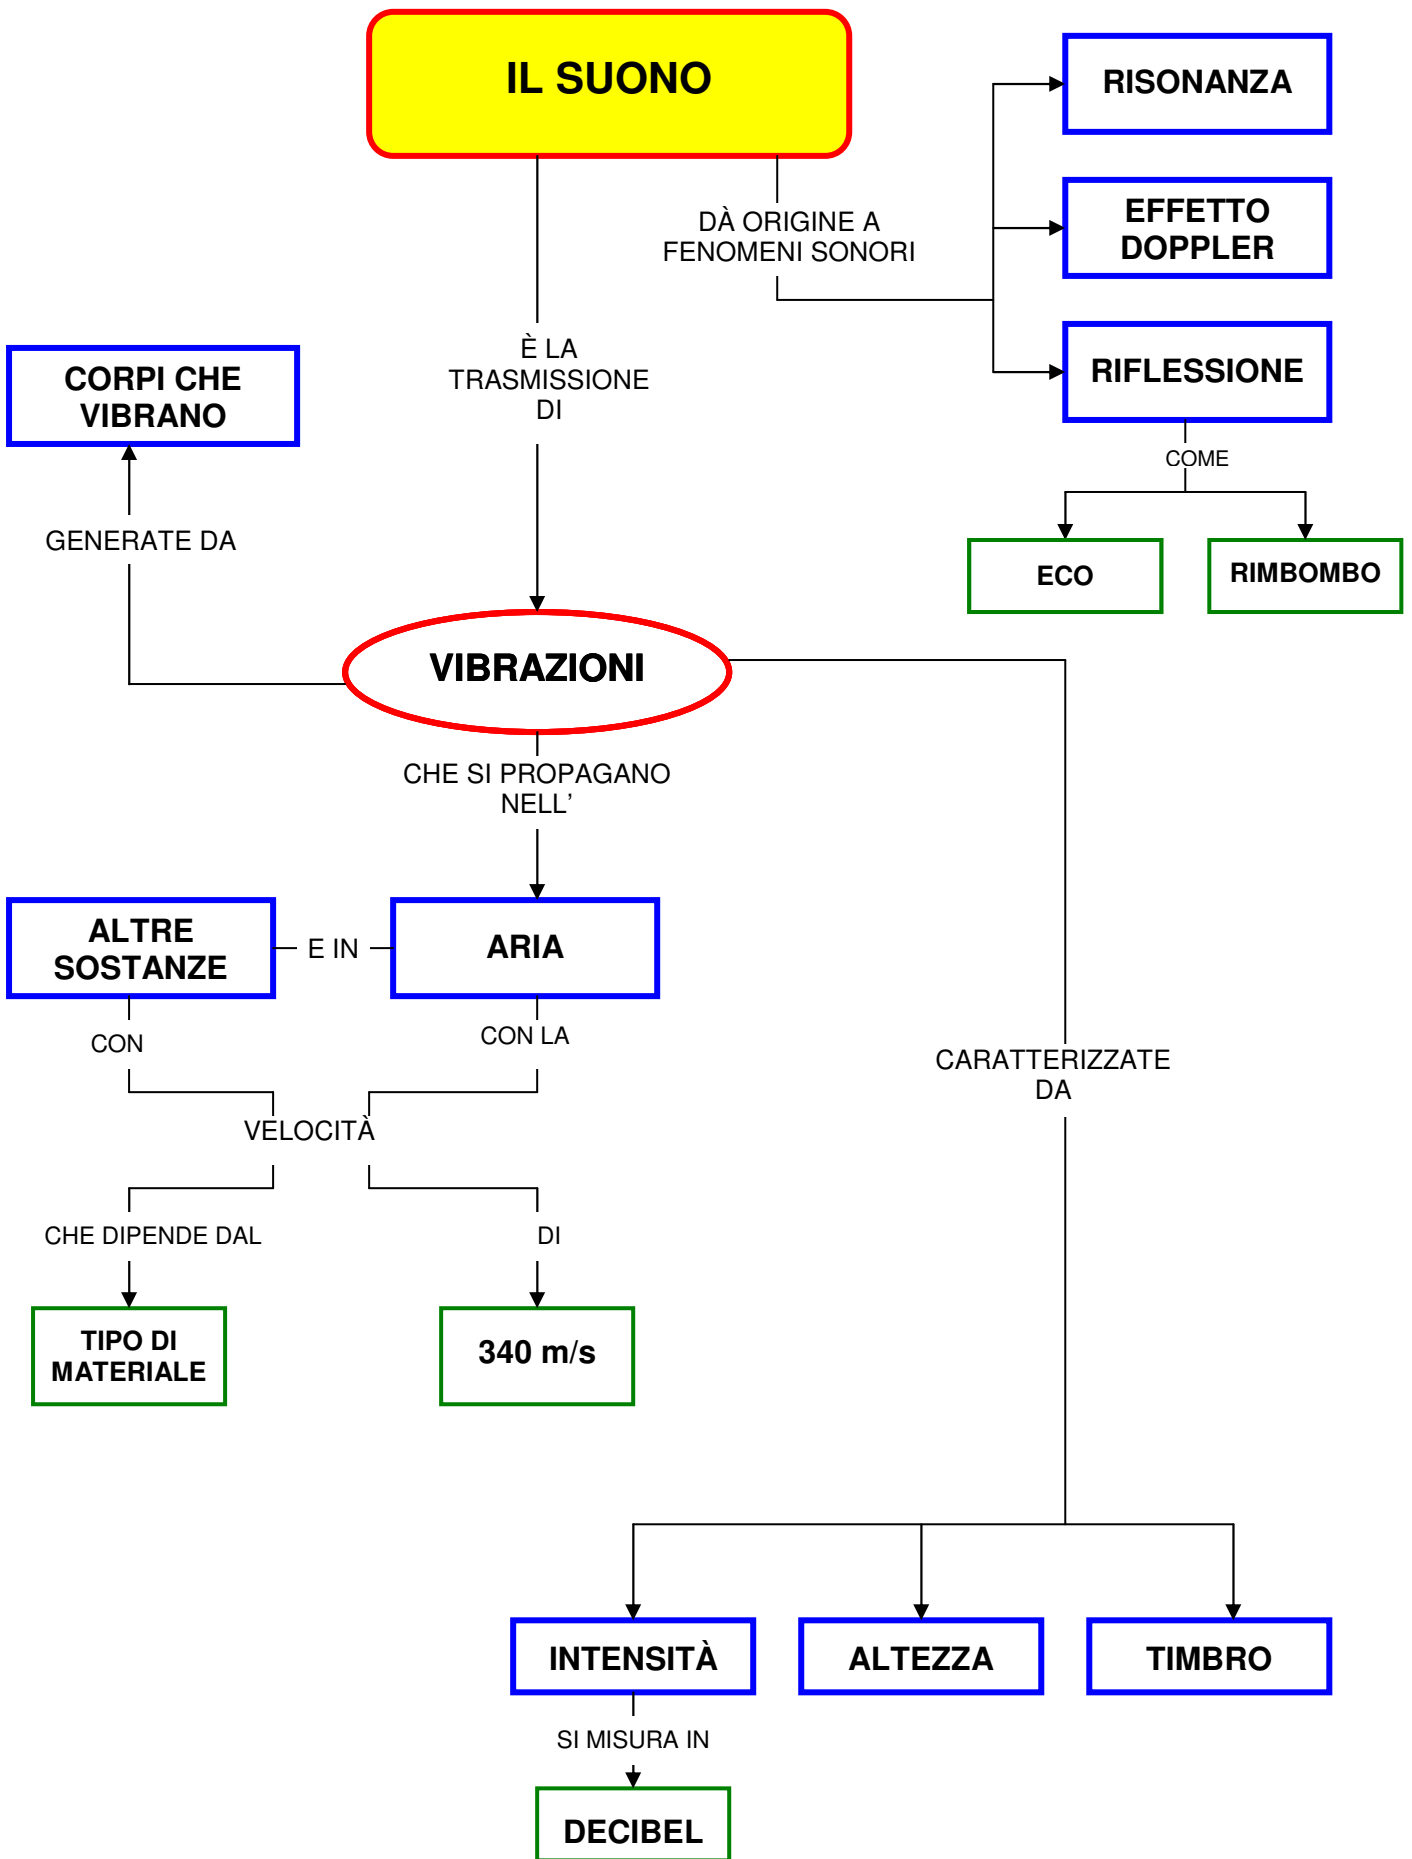 IL SUONO
RISONANZA
DÀ ORIGINE A
FENOMENI SONORI
EFFETTO
DOPPLER
È LA
TRASMISSIONE
DI
RIFLESSIONE
CORPI CHE
VIBRANO
COME
GENERATE DA
ECO
RIMBOMBO
VIBRAZIONI
CHE SI PROPAGANO
NELL’
ALTRE
SOSTANZE
E IN
ARIA
CON
CON LA
CARATTERIZZATE
DA
VELOCITÀ
CHE DIPENDE DAL
DI
TIPO DI
MATERIALE
340 m/s
INTENSITÀ
ALTEZZA
TIMBRO
SI MISURA IN
DECIBEL